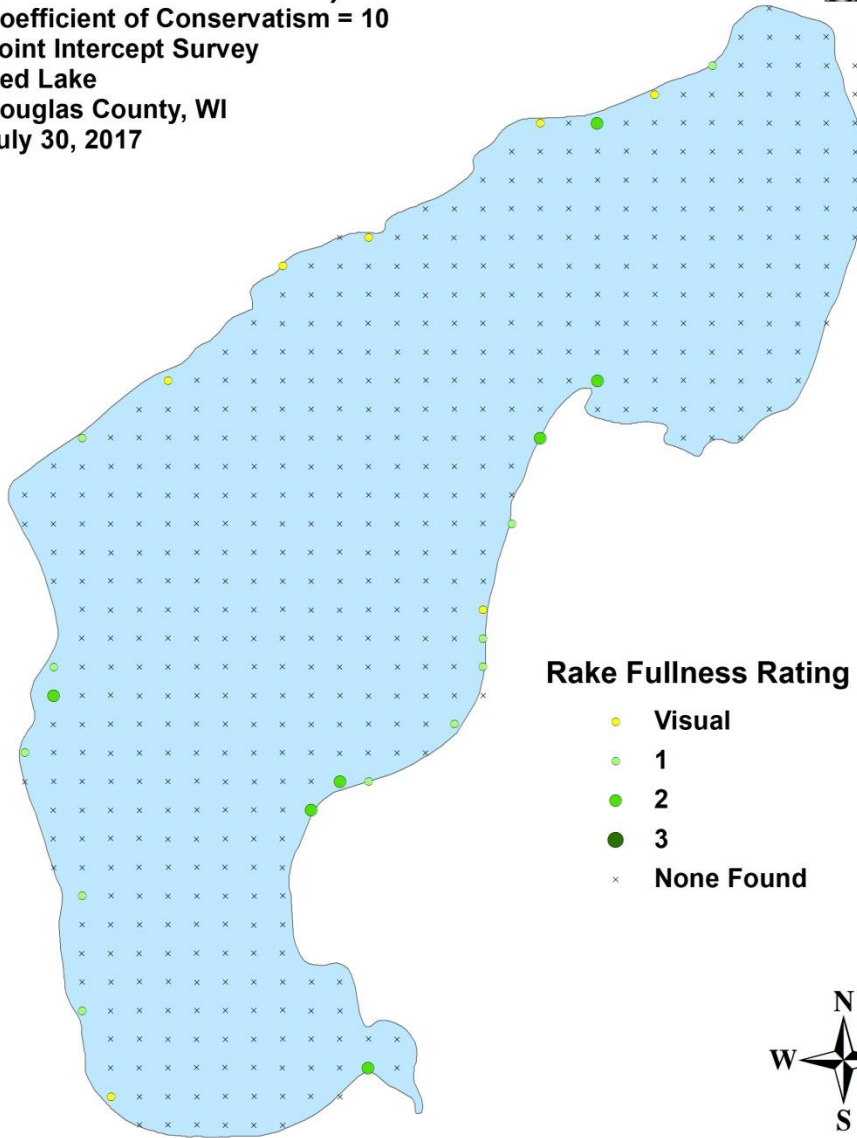 oefficient of Conservatism = 10
oint Intercept Survey
ed Lake
ouglas County, WI
uly 30, 2017
Rake Fullness Rating
Visual
1
2
3
None Found
N
W
S